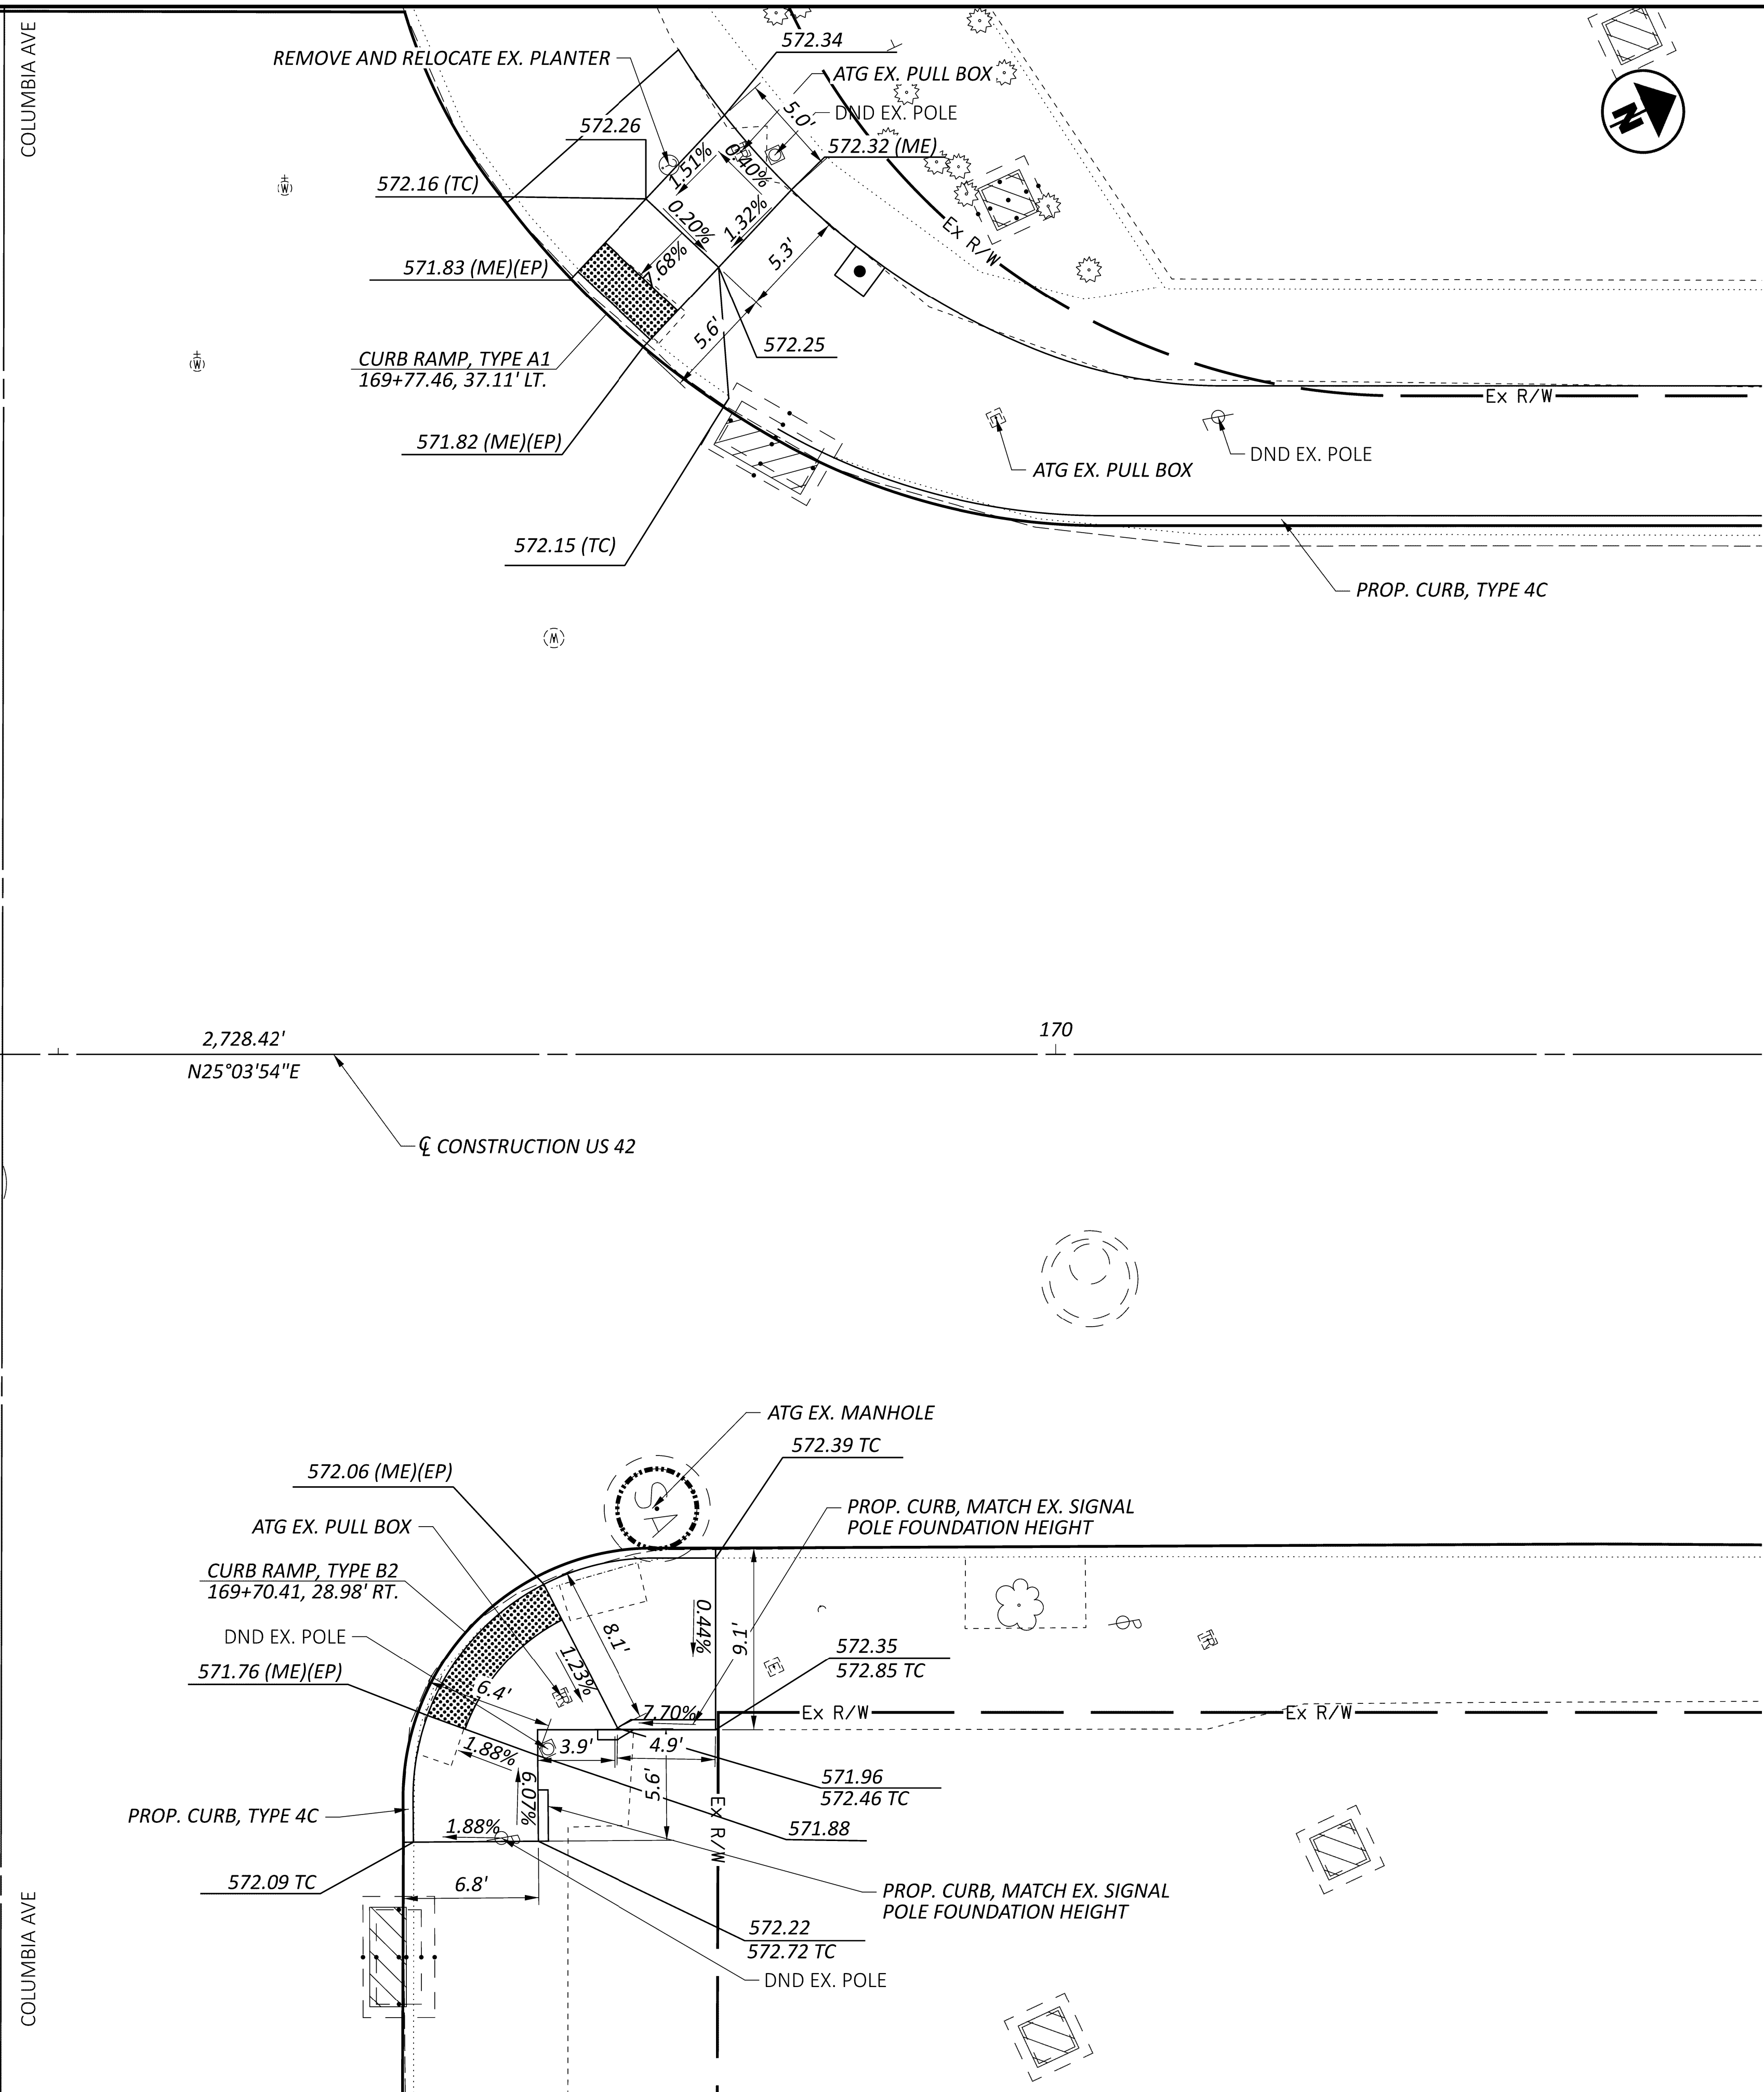 COLUMBIA AVE
REMOVE AND RELOCATE EX. PLANTER
572.34
ATG EX. PULL BOX
DND EX. POLE
N
5.0'
572.26
572.32 (ME)
1.51%
0.40%
572.16 (TC)
0.20%
1.32%
Ex R/W
5.3'
571.83 (ME)(EP)
7.68%
5.6'
572.25
CURB RAMP, TYPE A1
169+77.46, 37.11' LT.
Ex R/W
571.82 (ME)(EP)
DND EX. POLE
ATG EX. PULL BOX
572.15 (TC)
PROP. CURB, TYPE 4C
W
W
W
2,728.42'
170
N25°03'54"E
℄ CONSTRUCTION US 42
ATG EX. MANHOLE
572.39 TC
572.06 (ME)(EP)
SA
PROP. CURB, MATCH EX. SIGNAL
POLE FOUNDATION HEIGHT
ATG EX. PULL BOX
CURB RAMP, TYPE B2
169+70.41, 28.98' RT.
0.44%
8.1'
9.1'
DND EX. POLE
572.35
572.85 TC
E
TR
1.23%
571.76 (ME)(EP)
6.4'
TR
7.70%
Ex R/W
Ex R/W
1.88%
3.9'
4.9'
5.6'
6.07%
571.96
572.46 TC
PROP. CURB, TYPE 4C
1.88%
Ex R/W
571.88
572.09 TC
6.8'
PROP. CURB, MATCH EX. SIGNAL
POLE FOUNDATION HEIGHT
572.22
572.72 TC
DND EX. POLE
COLUMBIA AVE